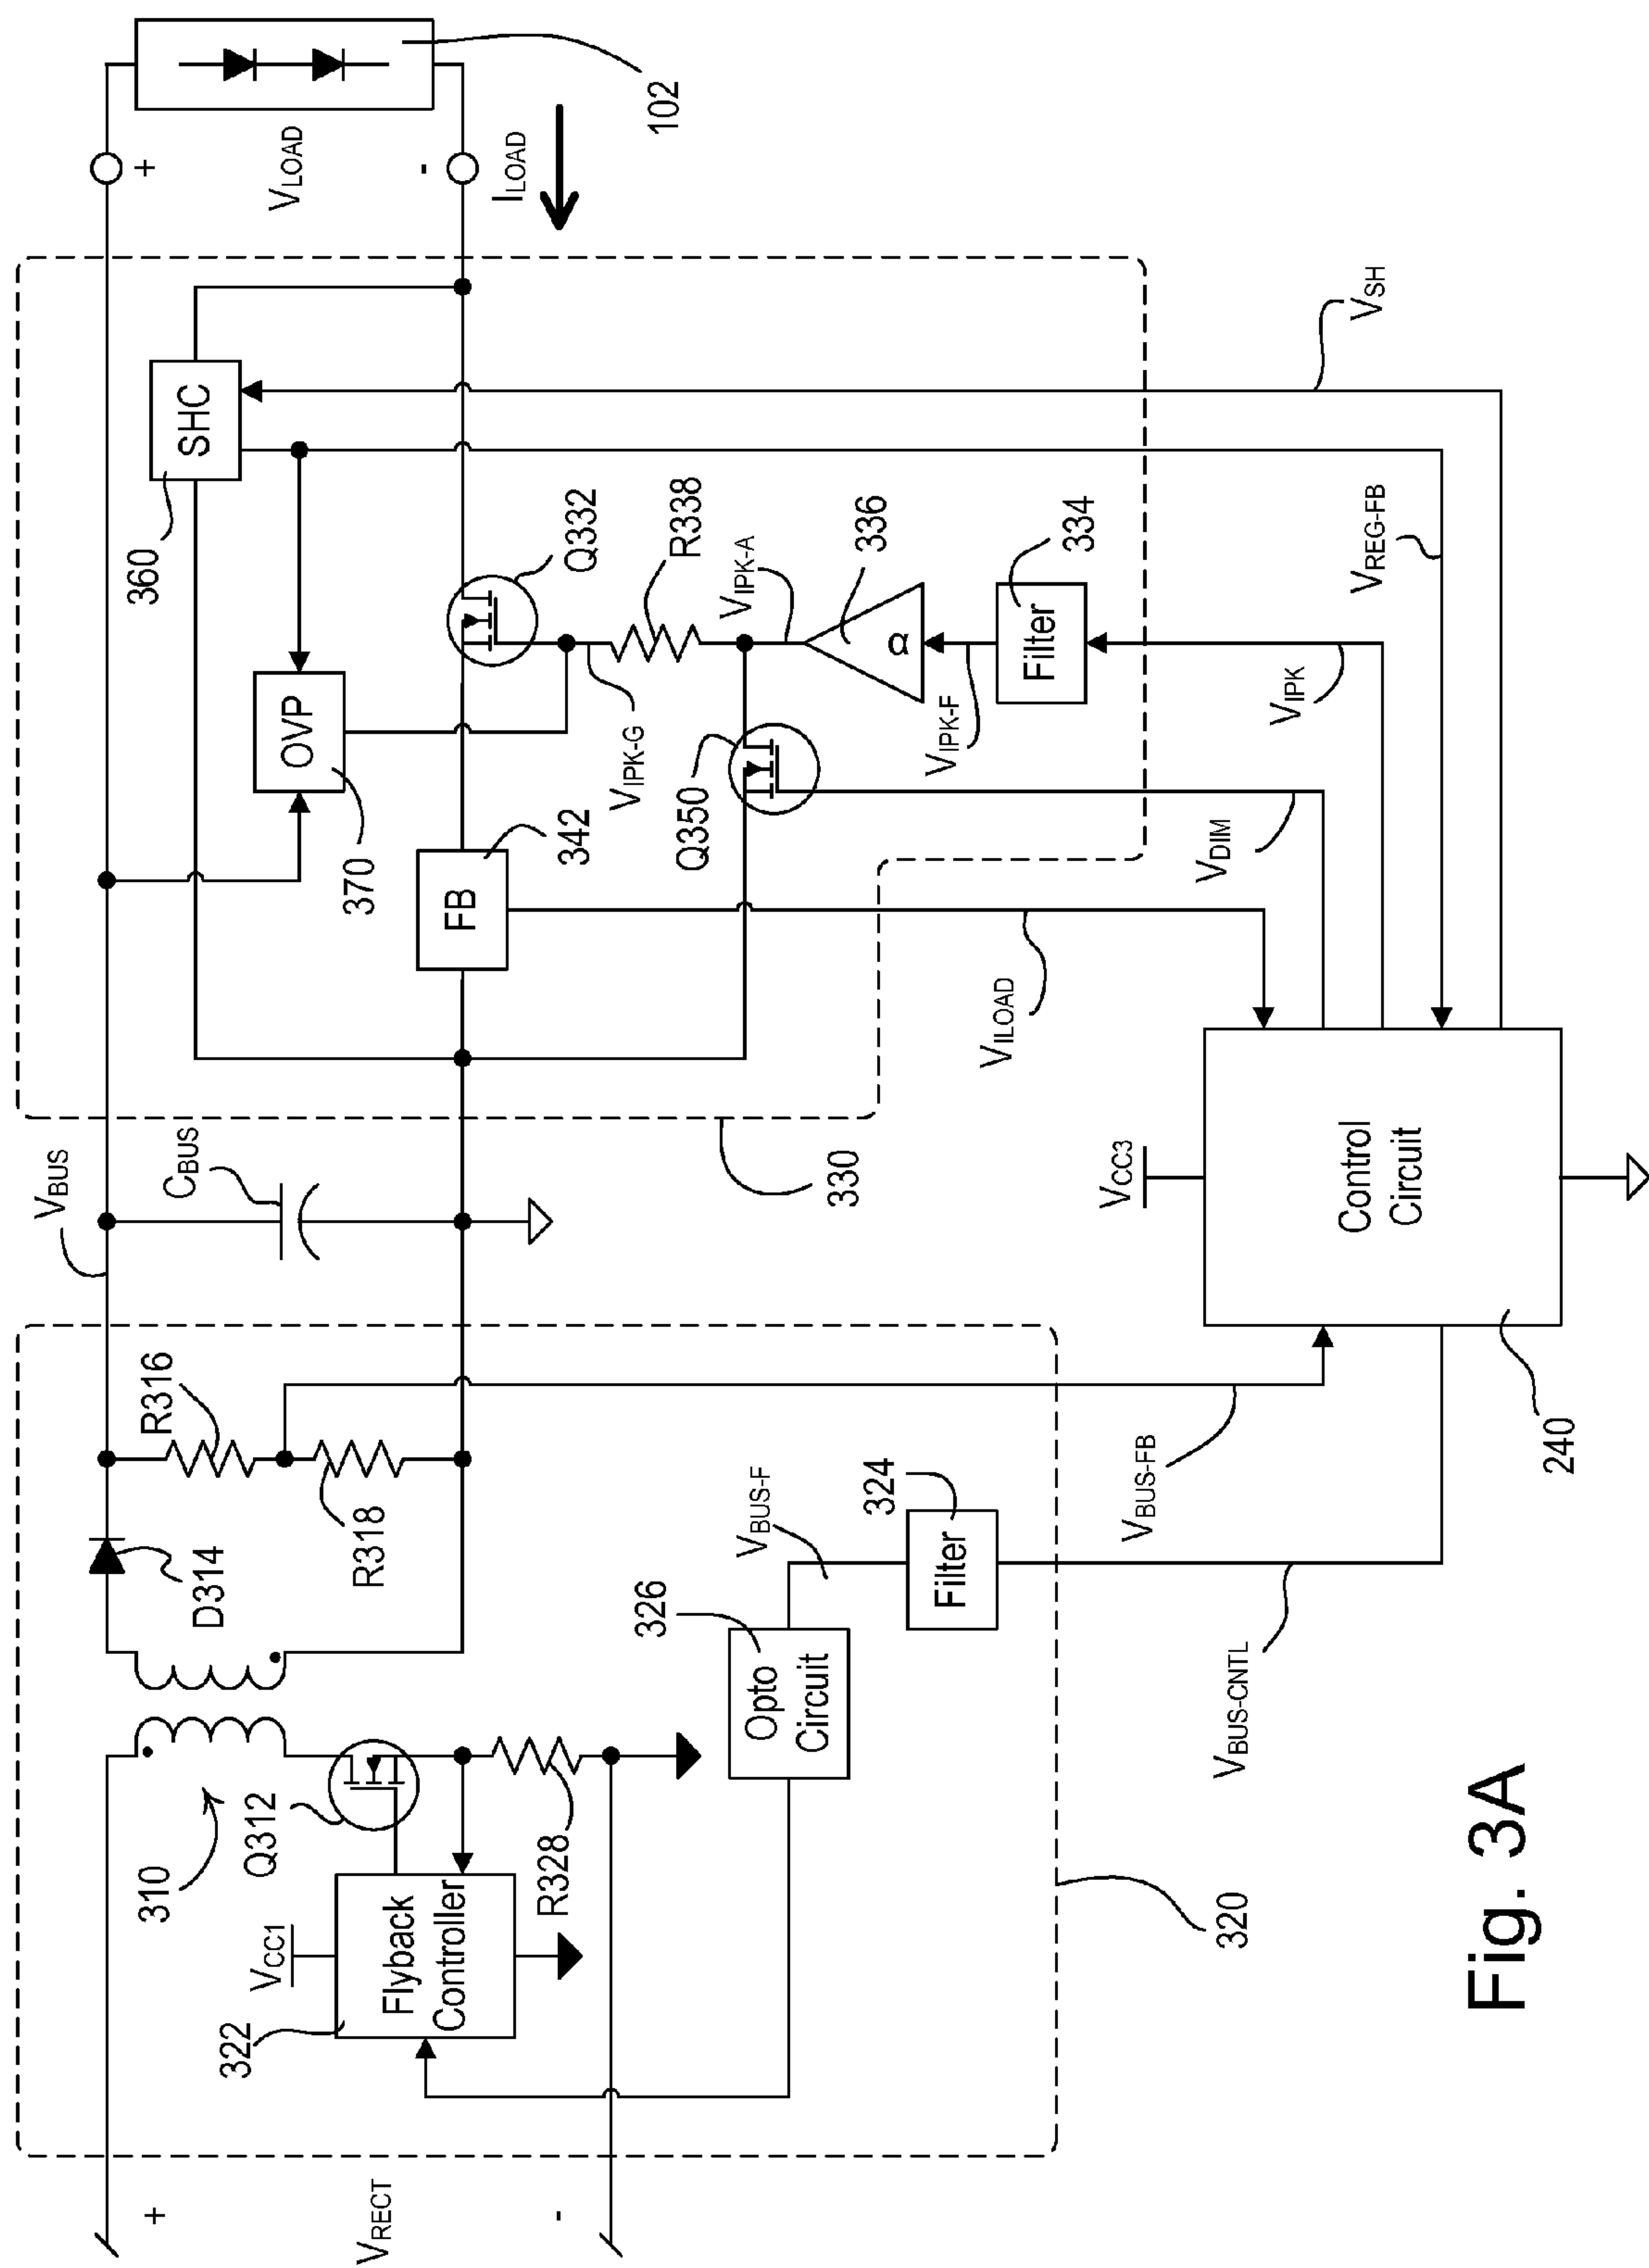 102
VLOAD
+
-
ILOAD
SHC
360
OVP
370
Q332
R338
VIPK-A
336
α
334
Filter
VIPK-G
VIPK-F
VIPK
VSH
VREG-FB
FB
342
Q350
VDIM
VILOAD
VBUS
CBUS
330
VCC3
Control
Circuit
240
R316
R318
D314
VBUS-FB
VBUS-F
324
Filter
326
Opto
Circuit
VBUS-CNTL
310
Q312
R328
VCC1
322
Flyback
Controller
320
+
VRECT
-
Fig. 3A